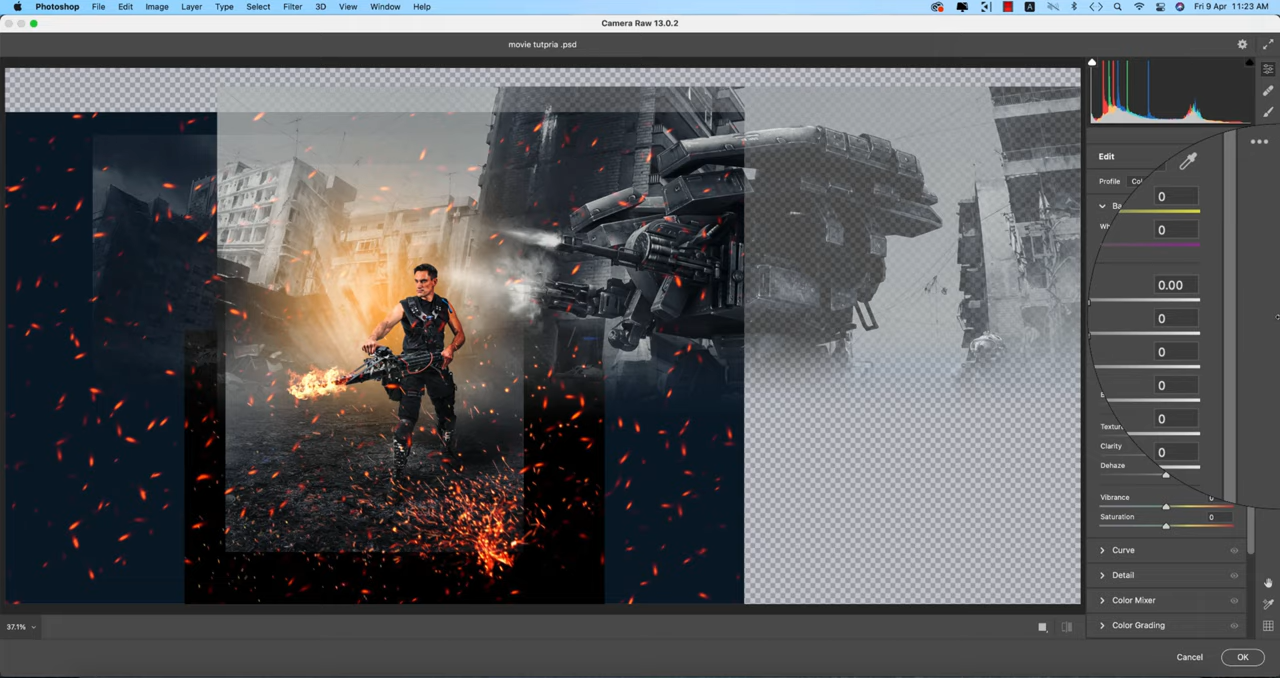 Photoshop File Edit Image Layer Type Select Filter 3D View Window Help
A Fri 9 Apr 11:23 AM
Camera Raw 13.0.2
movie tutpria .psd
Edit
Profile
0
0
0.00
0
0
0
Texture
0
Clarity
0
Dehaze
Vibrance
0
Saturation
0
Curve
Detail
Color Mixer
Color Grading
37.1%
Cancel OK